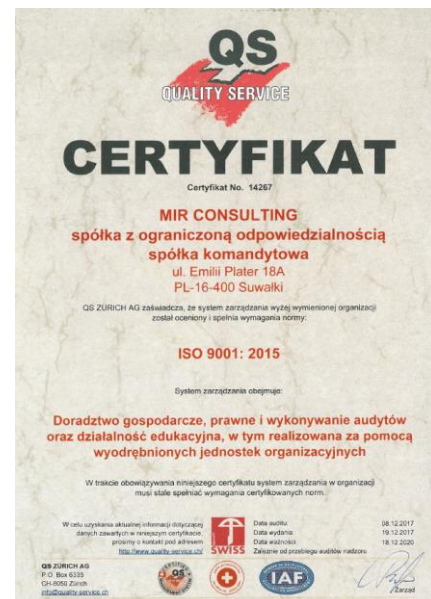 QS
QUALITY SERVICE
CERTYFIKAT
Certyfikat No. 14267
MIR CONSULTING
spółka z ograniczoną odpowiedzialnością
spółka komandytowa
ul. Emilii Plater 18A
PL-16-400 Suwałki
QS ZÜRICH AG zaświadcza, że system zarządzania wyżej wymienionej organizacji
został oceniony i spełnia wymagania normy:
ISO 9001: 2015
System zarządzania obejmuje:
Doradztwo gospodarcze, prawne i wykonywanie audytów
oraz działalność edukacyjna, w tym realizowana za pomocą
wyodrębnionych jednostek organizacyjnych
W trakcie obowiązywania niniejszego certyfikatu system zarządzania w organizacji
musi stale spełniać wymagania certyfikowanych norm.
W celu uzyskania aktualnej informacji dotyczącej
danych zawartych w niniejszym certyfikacie,
prosimy o kontakt pod adresem
http://www.quality-service.ch/
SWISS
Data auditu: 08.12.2017
Data wydania: 19.12.2017
Data ważności: 18.12.2020
Zależnie od przebiegu auditów nadzoru
QS ZÜRICH AG
P.O. Box 6335
CH-8050 Zürich
info@quality-service.ch
QS
IAF
Zarząd